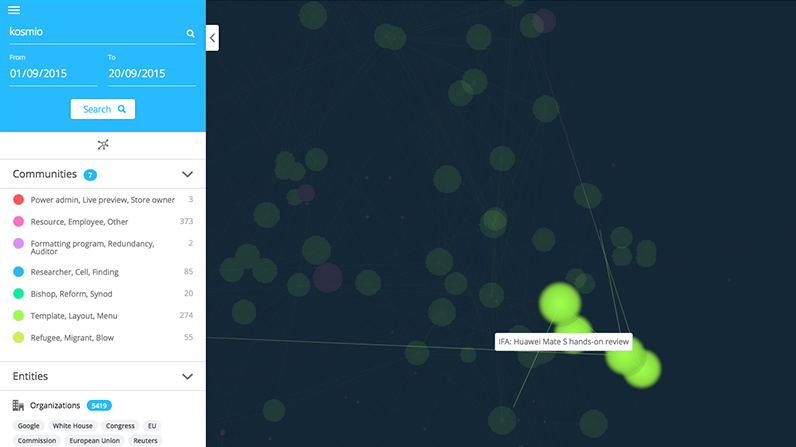 kosmio
From
To
01/09/2015
20/09/2015
Search
Communities 7
Power admin, Live preview, Store owner 3
Resource, Employee, Other 373
Formatting program, Redundancy, 2
Auditor
Researcher, Cell, Finding 85
Bishop, Reform, Synod 20
Template, Layout, Menu 274
Refugee, Migrant, Blow 55
Entities
Organizations 5419
Google White House Congress EU
Commission European Union Reuters
IFA: Huawei Mate S hands-on review